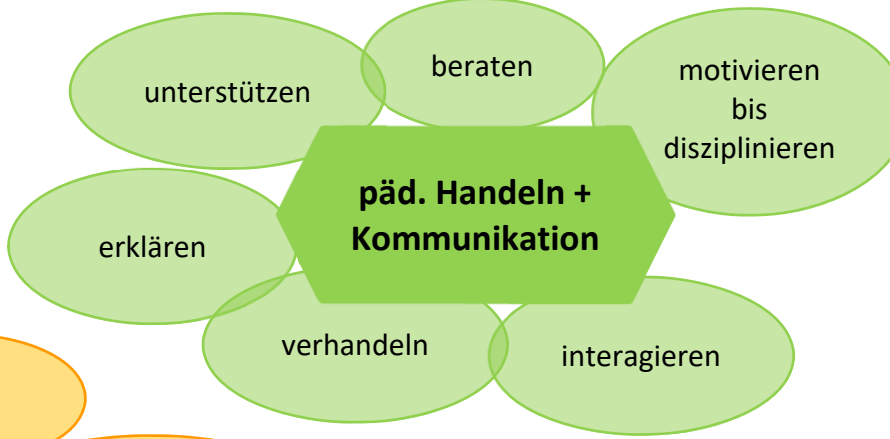 beraten
motivieren
bis
disziplinieren
unterstützen
päd. Handeln +
Kommunikation
erklären
verhandeln
interagieren